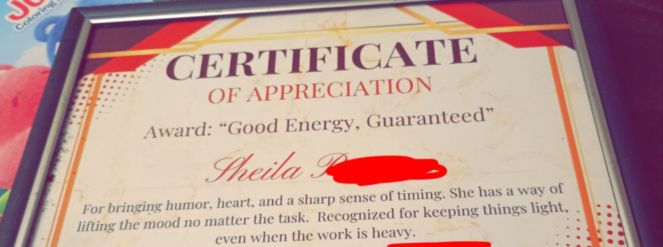 Coloring
CERTIFICATE
OF APPRECIATION
Award: “Good Energy, Guaranteed”
Sheila
For bringing humor, heart, and a sharp sense of timing. She has a way of
lifting the mood no matter the task. Recognized for keeping things light,
even when the work is heavy.